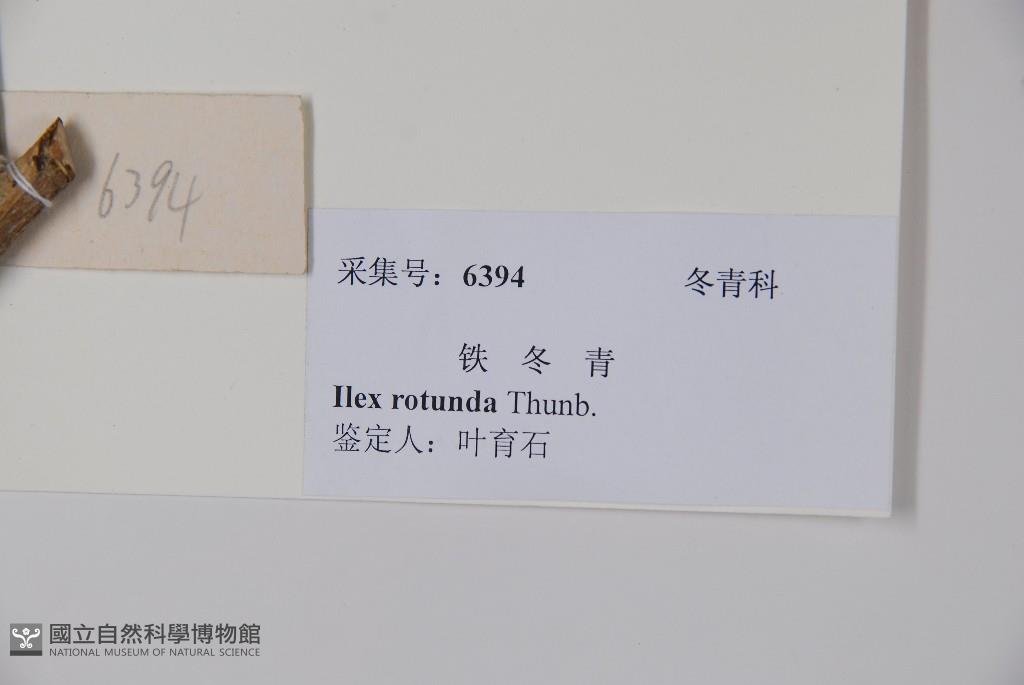 6394
采集号：6394 冬青科
铁 冬 青
Ilex rotunda Thunb.
鉴定人：叶育石
國立自然科學博物館
NATIONAL MUSEUM OF NATURAL SCIENCE